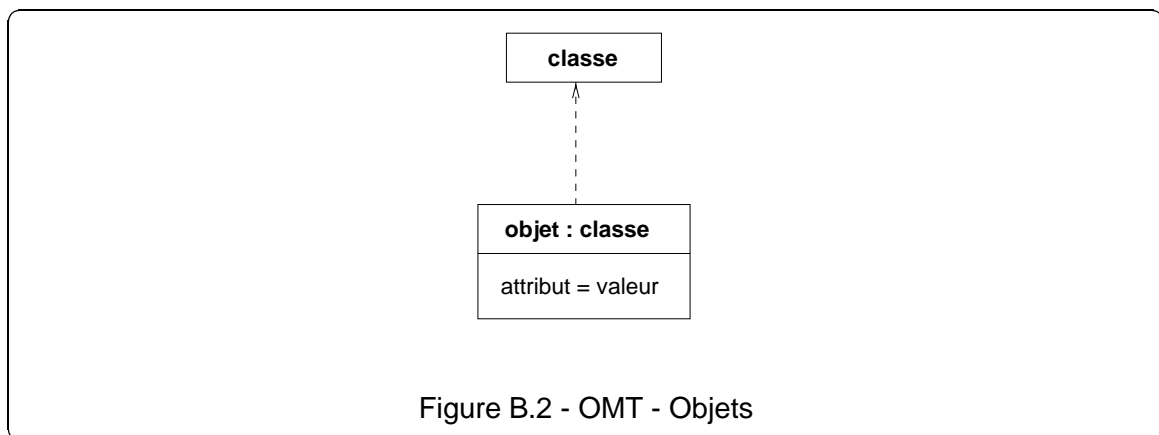 classe
objet : classe
attribut = valeur
Figure B.2 - OMT - Objets